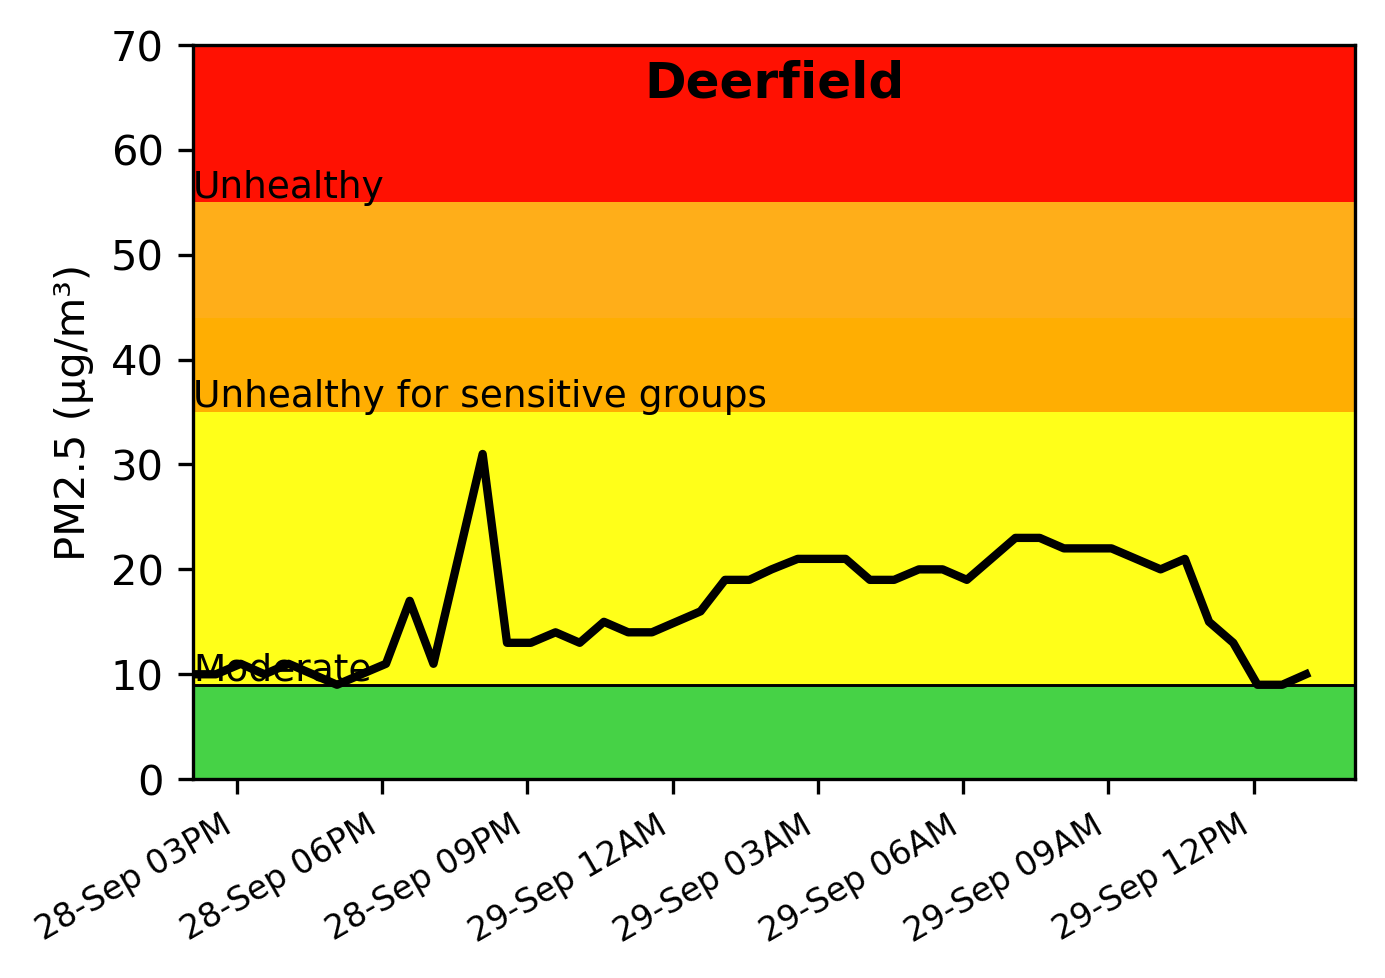 Deerfield
70
60
50
40
30
20
10
0
PM2.5 (µg/m³)
Unhealthy
Unhealthy for sensitive groups
Moderate
28-Sep 03PM
28-Sep 06PM
28-Sep 09PM
29-Sep 12AM
29-Sep 03AM
29-Sep 06AM
29-Sep 09AM
29-Sep 12PM